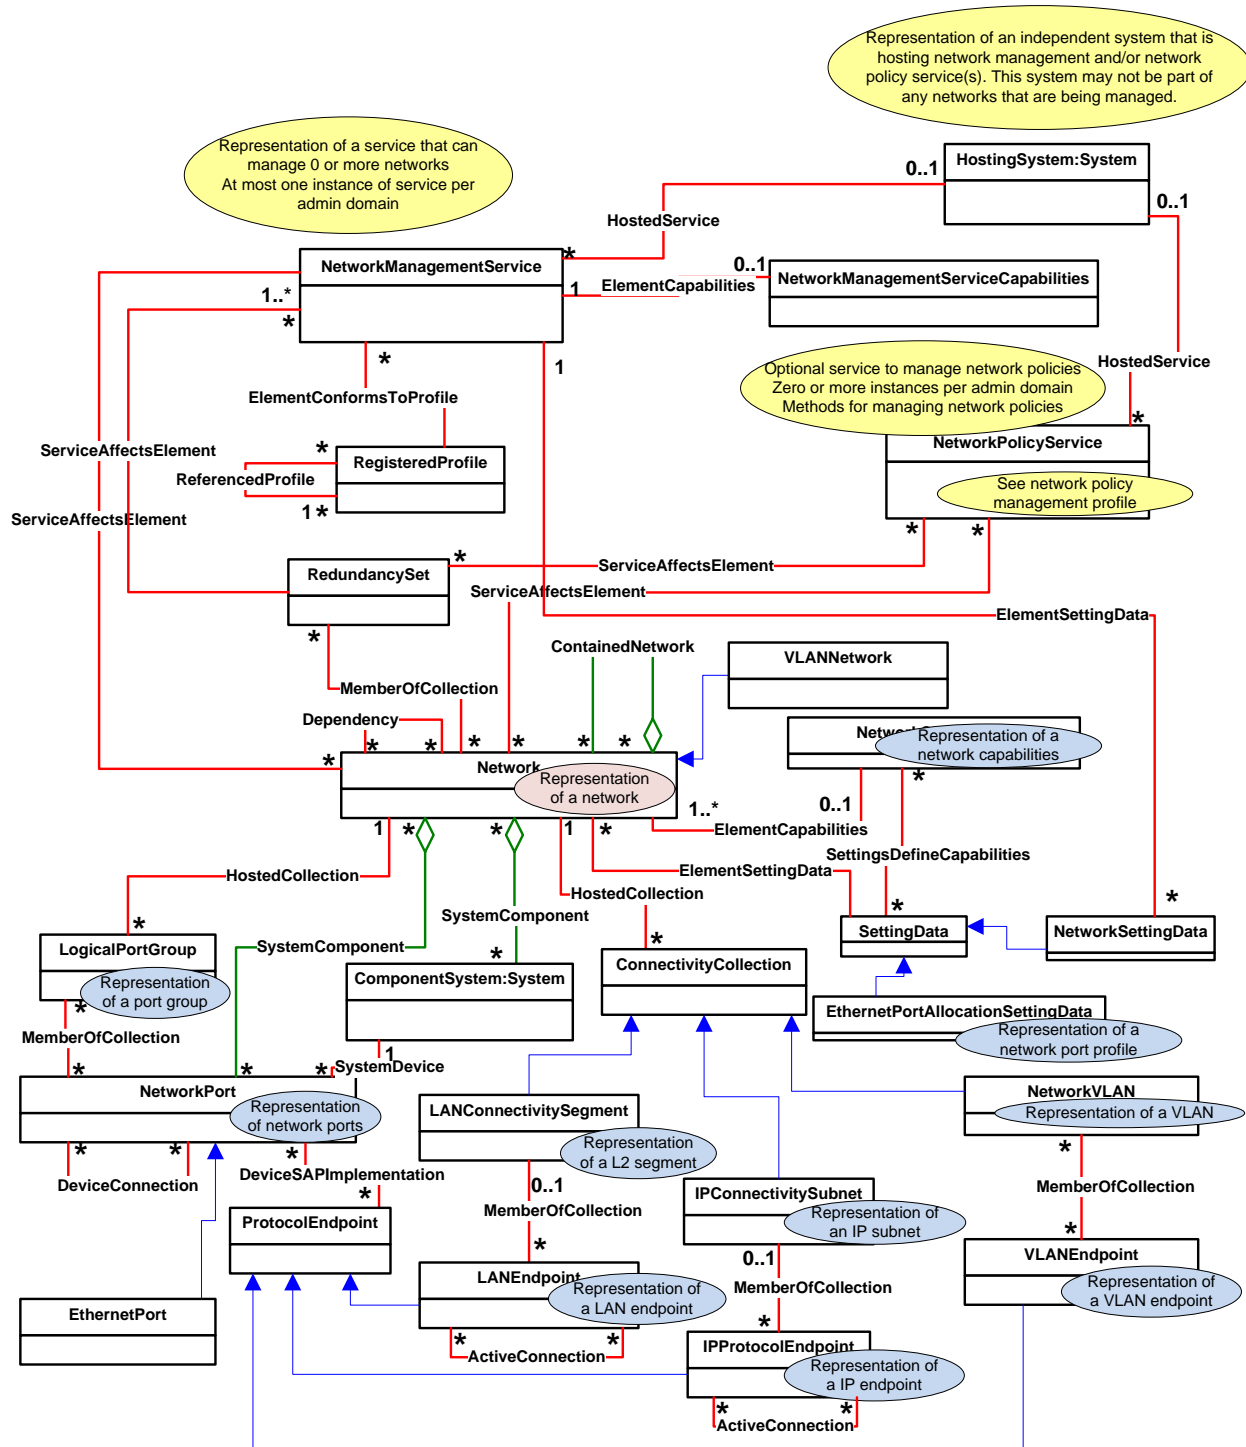 Representation of an independent system that is
hosting network management and/or network
policy service(s). This system may not be part of
any networks that are being managed.
Representation of a service that can
manage 0 or more networks
At most one instance of service per
admin domain
HostingSystem:System
0..1
0..1
HostedService
*
NetworkManagementService
1..*
*
1
ElementCapabilities
0..1
NetworkManagementServiceCapabilities
*
1
HostedService
Optional service to manage network policies
Zero or more instances per admin domain
Methods for managing network policies
*
ElementConformsToProfile
NetworkPolicyService
See network policy
management profile
*
*
ServiceAffectsElement
*
RegisteredProfile
ReferencedProfile
1 *
ServiceAffectsElement
RedundancySet
*
ServiceAffectsElement
ServiceAffectsElement
*
ElementSettingData
ContainedNetwork
VLANNetwork
MemberOfCollection
Dependency
*
*
*
*
*
*
*
Network
Representation
of a network
Representation of a
network capabilities
*
0..1
1..*
ElementCapabilities
1
*
*
1
*
SettingsDefineCapabilities
HostedCollection
ElementSettingData
HostedCollection
*
SystemComponent
SystemComponent
*
*
*
*
LogicalPortGroup
Representation
of a port group
*
ComponentSystem:System
ConnectivityCollection
SettingData
NetworkSettingData
EthernetPortAllocationSettingData
Representation of a
network port profile
MemberOfCollection
1
*
*
*
SystemDevice
NetworkPort
Representation
of network ports
LANConnectivitySegment
Representation
of a L2 segment
NetworkVLAN
Representation of a VLAN
*
*
*
*
DeviceConnection
DeviceSAPImplementation
*
0..1
MemberOfCollection
*
IPConnectivitySubnet
Representation of
an IP subnet
MemberOfCollection
*
ProtocolEndpoint
0..1
VLANEndpoint
Representation of
a VLAN endpoint
LANEndpoint
Representation of
a LAN endpoint
MemberOfCollection
*
EthernetPort
*
*
ActiveConnection
IPProtocolEndpoint
Representation of
a IP endpoint
*
*
ActiveConnection